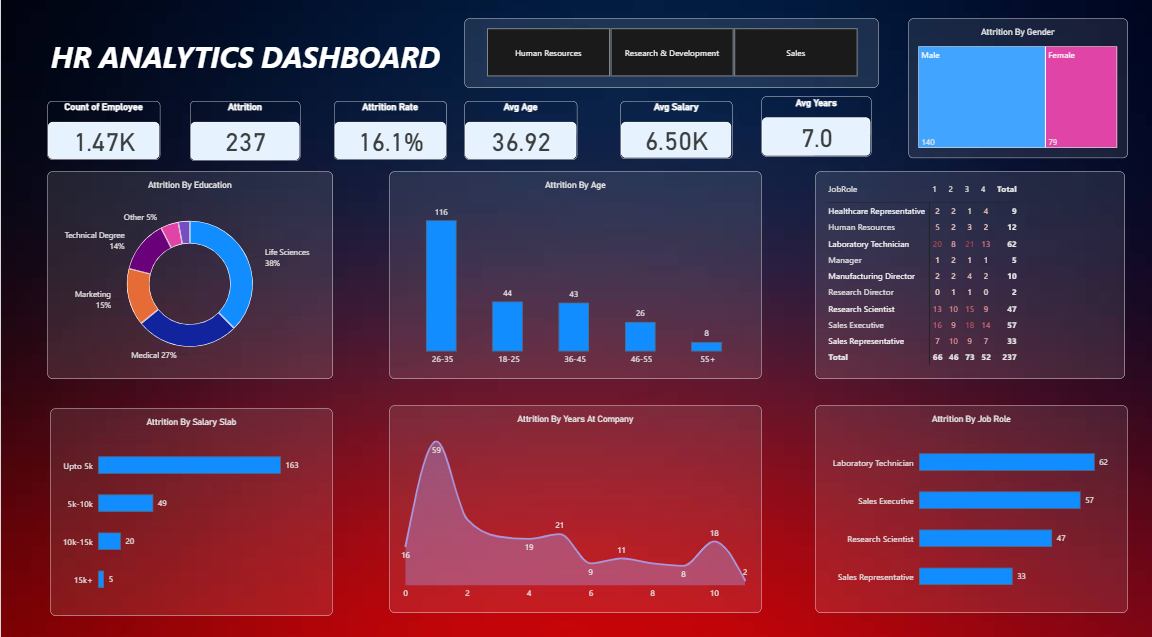 HR ANALYTICS DASHBOARD
Human Resources
Research & Development
Sales
Attrition By Gender
Male
Female
140
79
Count of Employee
1.47K
Attrition
237
Attrition Rate
16.1%
Avg Age
36.92
Avg Salary
6.50K
Avg Years
7.0
Attrition By Education
Other 5%
Technical Degree
14%
Life Sciences
38%
Marketing
15%
Medical 27%
Attrition By Age
116
44
43
26
8
26-35 18-25 36-45 46-55 55+
JobRole 1 2 3 4 Total
Healthcare Representative 2 2 1 4 9
Human Resources 5 2 3 2 12
Laboratory Technician 20 8 21 13 62
Manager 1 2 1 1 5
Manufacturing Director 2 2 4 2 10
Research Director 0 1 1 0 2
Research Scientist 13 10 15 9 47
Sales Executive 16 9 18 14 57
Sales Representative 7 10 9 7 33
Total 66 46 73 52 237
Attrition By Salary Slab
Upto 5k 163
5k-10k 49
10k-15k 20
15k+ 5
Attrition By Years At Company
16
59
19
21
9
11
8
18
2
0 2 4 6 8 10
Attrition By Job Role
Laboratory Technician 62
Sales Executive 57
Research Scientist 47
Sales Representative 33